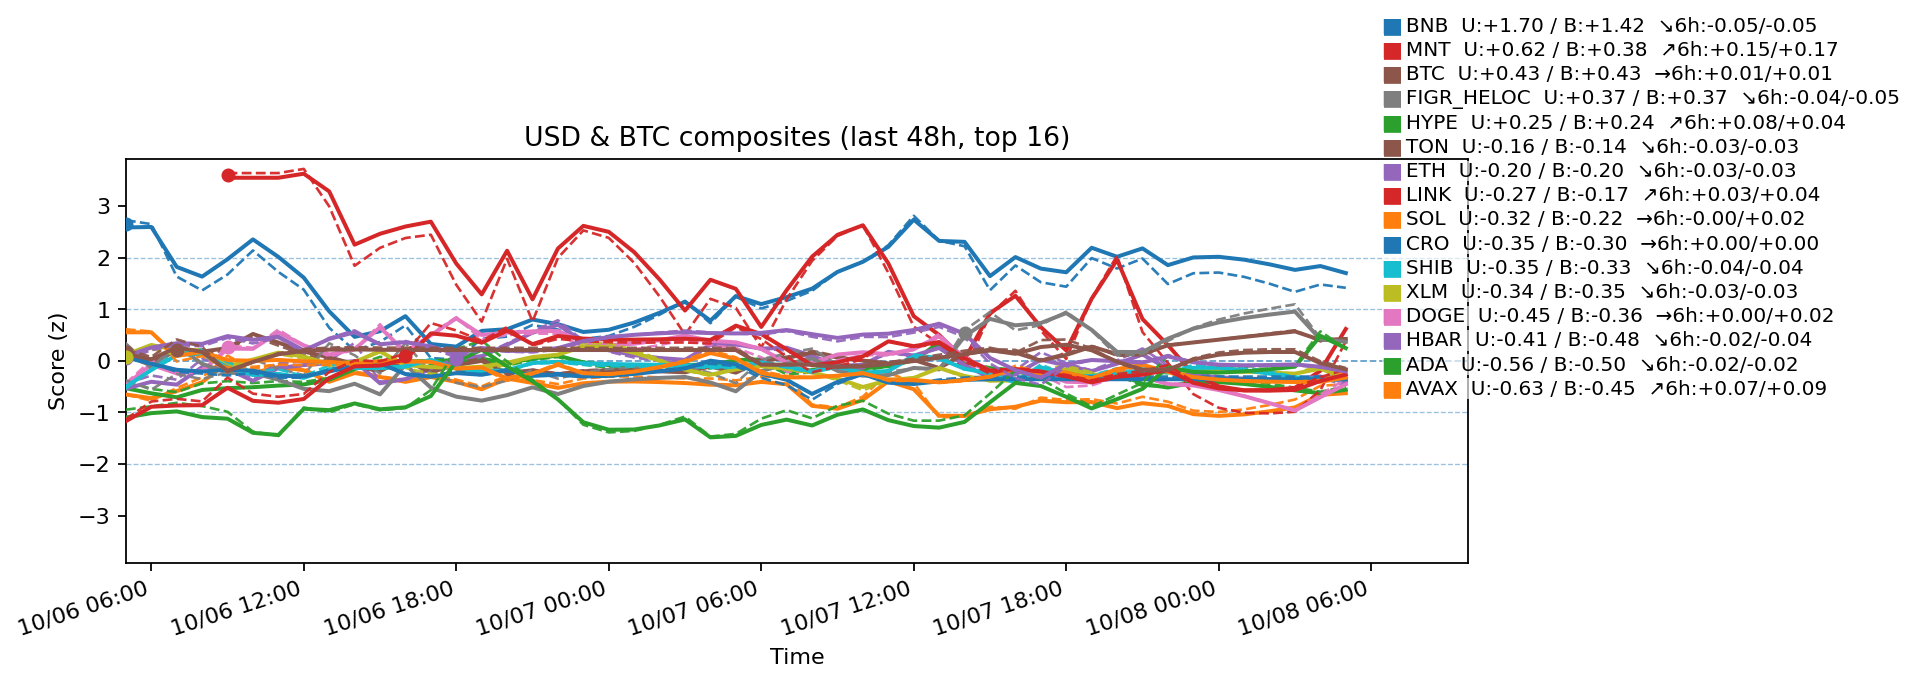 BNB  U:+1.70 / B:+1.42  ↘6h:-0.05/-0.05
MNT  U:+0.62 / B:+0.38  ↗6h:+0.15/+0.17
BTC  U:+0.43 / B:+0.43  →6h:+0.01/+0.01
FIGR_HELOC  U:+0.37 / B:+0.37  ↘6h:-0.04/-0.05
HYPE  U:+0.25 / B:+0.24  ↗6h:+0.08/+0.04
TON  U:-0.16 / B:-0.14  ↘6h:-0.03/-0.03
ETH  U:-0.20 / B:-0.20  ↘6h:-0.03/-0.03
LINK  U:-0.27 / B:-0.17  ↗6h:+0.03/+0.04
SOL  U:-0.32 / B:-0.22  →6h:-0.00/+0.02
CRO  U:-0.35 / B:-0.30  →6h:+0.00/+0.00
SHIB  U:-0.35 / B:-0.33  ↘6h:-0.04/-0.04
XLM  U:-0.34 / B:-0.35  ↘6h:-0.03/-0.03
DOGE  U:-0.45 / B:-0.36  →6h:+0.00/+0.02
HBAR  U:-0.41 / B:-0.48  ↘6h:-0.02/-0.04
ADA  U:-0.56 / B:-0.50  ↘6h:-0.02/-0.02
AVAX  U:-0.63 / B:-0.45  ↗6h:+0.07/+0.09
USD & BTC composites (last 48h, top 16)
Score (z)
3
2
1
0
−1
−2
−3
10/06 06:00
10/06 12:00
10/06 18:00
10/07 00:00
10/07 06:00
10/07 12:00
10/07 18:00
10/08 00:00
10/08 06:00
Time